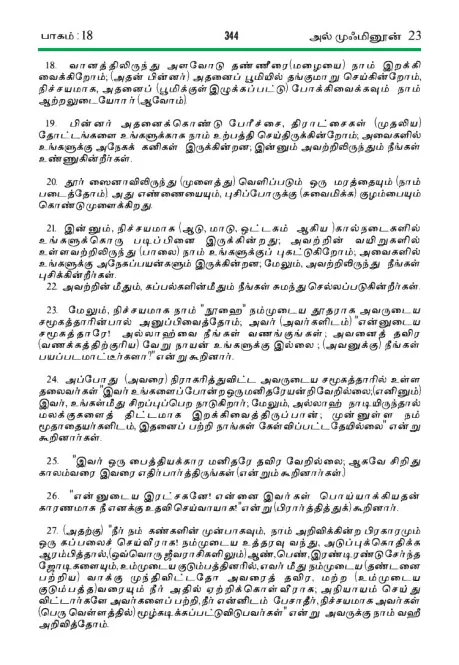 பாகம் : 18 344 அல் முஃமினூன் 23
18. வானத்திலிருந்து அளவோடு தண்ணீரை(மழையை) நாம் இறக்கி
வைக்கிறோம்; (அதன் பின்னர்) அதனைப் பூமியில் தங்குமாறு செய்கின்றோம்,
நிச்சயமாக, அதனைப் (பூமிக்குள்இழுக்கப்பட்டு) போக்கிவைக்கவும் நாம்
ஆற்றலுடையோர் (ஆவோம்)
19. பின்னர் அதனைக்கொண்டு பேரீச்சை, திராட்சைகள் (முதலிய)
தோட்டங்களை உங்களுக்காக நாம் உற்பத்தி செய்திருக்கின்றோம்; அவைகளில்
உங்களுக்கு அநேகக் கனிகள் இருக்கின்றன; இன்னும் அவற்றிலிருந்தும் நீங்கள்
உண்ணுகின்றீர்கள்.
20. தூர் ஸைனாவிலிருந்து (முளைத்து) வெளிப்படும் ஒரு மரத்தையும் (நாம்
படைத்தோம்) அது எண்ணையையும், புசிப்போருக்கு (சுவைமிக்க) குழம்பையும்
கொண்டுமுளைக்கிறது.
21. இன்னும், நிச்சயமாக (ஆடு, மாடு, ஒட்டகம் ஆகிய )கால்நடைகளில்
உங்களுக்கொரு படிப்பினை இருக்கின்றது; அவற்றின் வயிறுகளில்
உள்ளவற்றிலிருந்து (பாலை) நாம் உங்களுக்குப் புகட்டுகிறோம்; அவைகளில்
உங்களுக்கு அநேகப்பயன்களும் இருக்கின்றன; மேலும், அவற்றிலிருந்து நீங்கள்
புசிக்கின்றீர்கள்.
22. அவற்றின் மீதும், கப்பல்களின்மீதும் நீங்கள் சுமந்து செல்லப்படுகின்றீர்கள்.
23. மேலும், நிச்சயமாக நாம் "நூஹை" நம்முடைய தூதராக, அவருடைய
சமூகத்தாரின்பால் அனுப்பிவைத்தோம்; அவர் (அவர்களிடம்) "என்னுடைய
சமூகத்தாரே! அல்லாஹ்வை நீங்கள் வணங்குங்கள்; அவனைத் தவிர
(வணக்கத்திற்குரிய) வேறு நாயன் உங்களுக்கு இல்லை ; (அவனுக்கு) நீங்கள்
பயப்படமாட்டீர்களா?"என்று கூறினார்.
24. அப்போது (அவரை) நிராகரித்துவிட்ட அவருடைய சமூகத்தாரில் உள்ள
தலைவர்கள் "இவர் உங்களைப்போன்ற ஒருமனிதரேயன்றிவேறில்லை;(எனினும்)
இவர், உங்கள்மீது சிறப்புப்பெற நாடுகிறார்; மேலும், அல்லாஹ் நாடியிருந்தால்
மலக்குகளைத் திட்டமாக இறக்கிவைத்திருப்பான்; முன்னுள்ள நம்
மூதாதையர்களிடம், இதனைப் பற்றி நாங்கள் கேள்விப்பட்டதேயில்லை" என்று
கூறினார்கள்.
25. "இவர் ஒரு பைத்தியக்கார மனிதரே தவிர வேறில்லை; ஆகவே சிறிது
காலம்வரை இவரை எதிர்பார்த்திருங்கள் (என்றும் கூறினார்கள்.)
26. "என்னுடைய இரட்சகனே! என்னை இவர்கள் பொய்யாக்கியதன்
காரணமாக நீ எனக்கு உதவி செய்வாயாக!"என்று (பிரார்த்தித்துக்)கூறினார்.
27. (அதற்கு) "நீர் நம் கண்களின் முன்பாகவும், நாம் அறிவிக்கின்ற பிரகாரமும்
ஒரு கப்பலைச் செய்வீராக! நம்முடைய உத்தரவு வந்து, அடுப்புக்கொதிக்க
ஆரம்பித்தால்,(ஒவ்வொருஜீவராசிகளிலும்)ஆண்,பெண்,இரண்டிரண்டுசேர்ந்த
ஜோடிகளையும், உம்முடைய குடும்பத்தினரில், எவர் மீது நம்முடைய(தண்டனை
பற்றிய) வாக்கு முந்திவிட்டதோ அவரைத் தவிர, மற்ற (உம்முடைய
குடும்பத்த)வரையும் நீர் அதில் ஏற்றிக்கொள்வீராக; அநியாயம் செய்து
விட்டார்களே அவர்களைப்பற்றி, நீர் என்னிடம் பேசாதீர், நிச்சயமாக அவர்கள்
(பெரு வெள்ளத்தில்) மூழ்கடிக்கப்பட்டுவிடுபவர்கள்" என்று அவருக்கு நாம் வஹீ
அறிவித்தோம்.